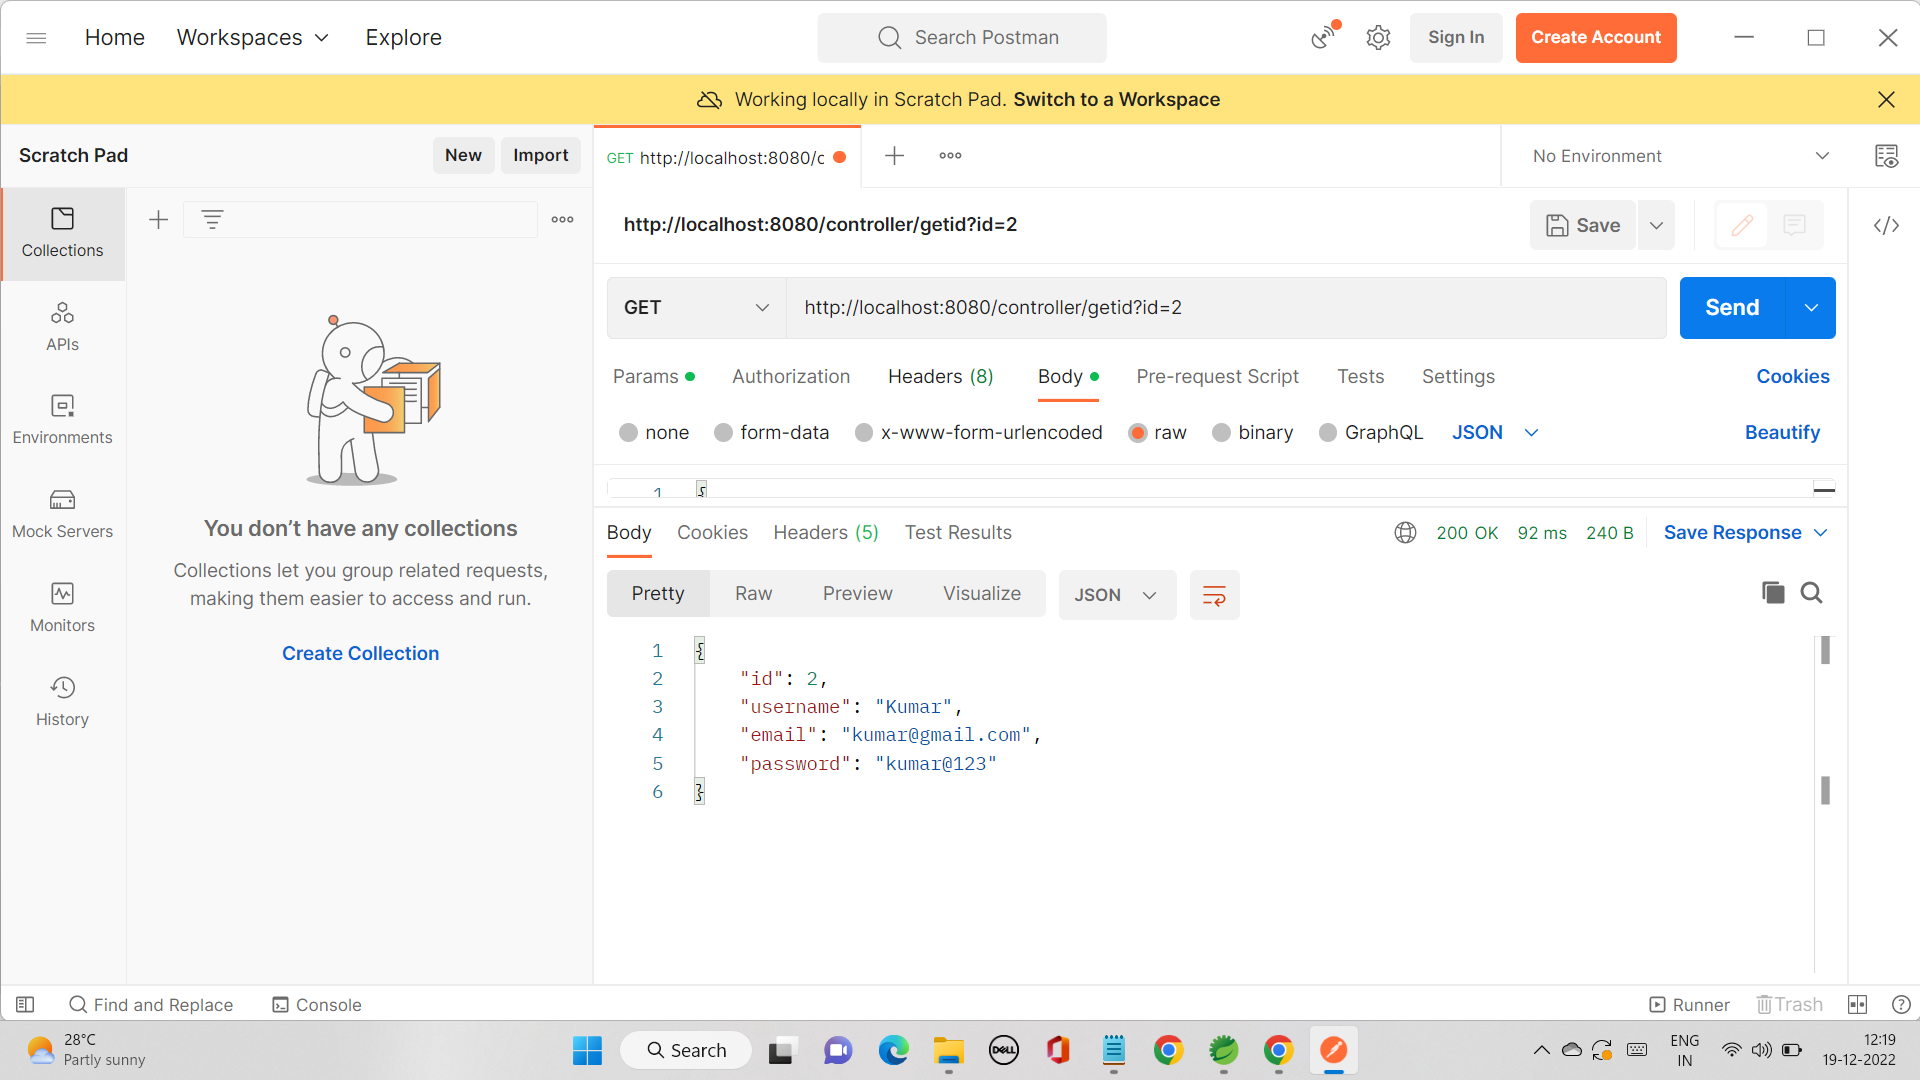 Home Workspaces Explore Search Postman Sign In Create Account
Working locally in Scratch Pad. Switch to a Workspace
Scratch Pad New Import
GET http://localhost:8080/c No Environment
Collections
APIs
Environments
Mock Servers
Monitors
History
You don’t have any collections
Collections let you group related requests,
making them easier to access and run.
Create Collection
http://localhost:8080/controller/getid?id=2 Save
GET http://localhost:8080/controller/getid?id=2 Send
Params Authorization Headers (8) Body Pre-request Script Tests Settings Cookies
none form-data x-www-form-urlencoded raw binary GraphQL JSON Beautify
1 {
Body Cookies Headers (5) Test Results 200 OK 92 ms 240 B Save Response
Pretty Raw Preview Visualize JSON
1 {
2 "id": 2,
3 "username": "Kumar",
4 "email": "kumar@gmail.com",
5 "password": "kumar@123"
6 }
Find and Replace Console Runner Trash
28°C
Partly sunny
Search
DELL
ENG
IN
12:19
19-12-2022